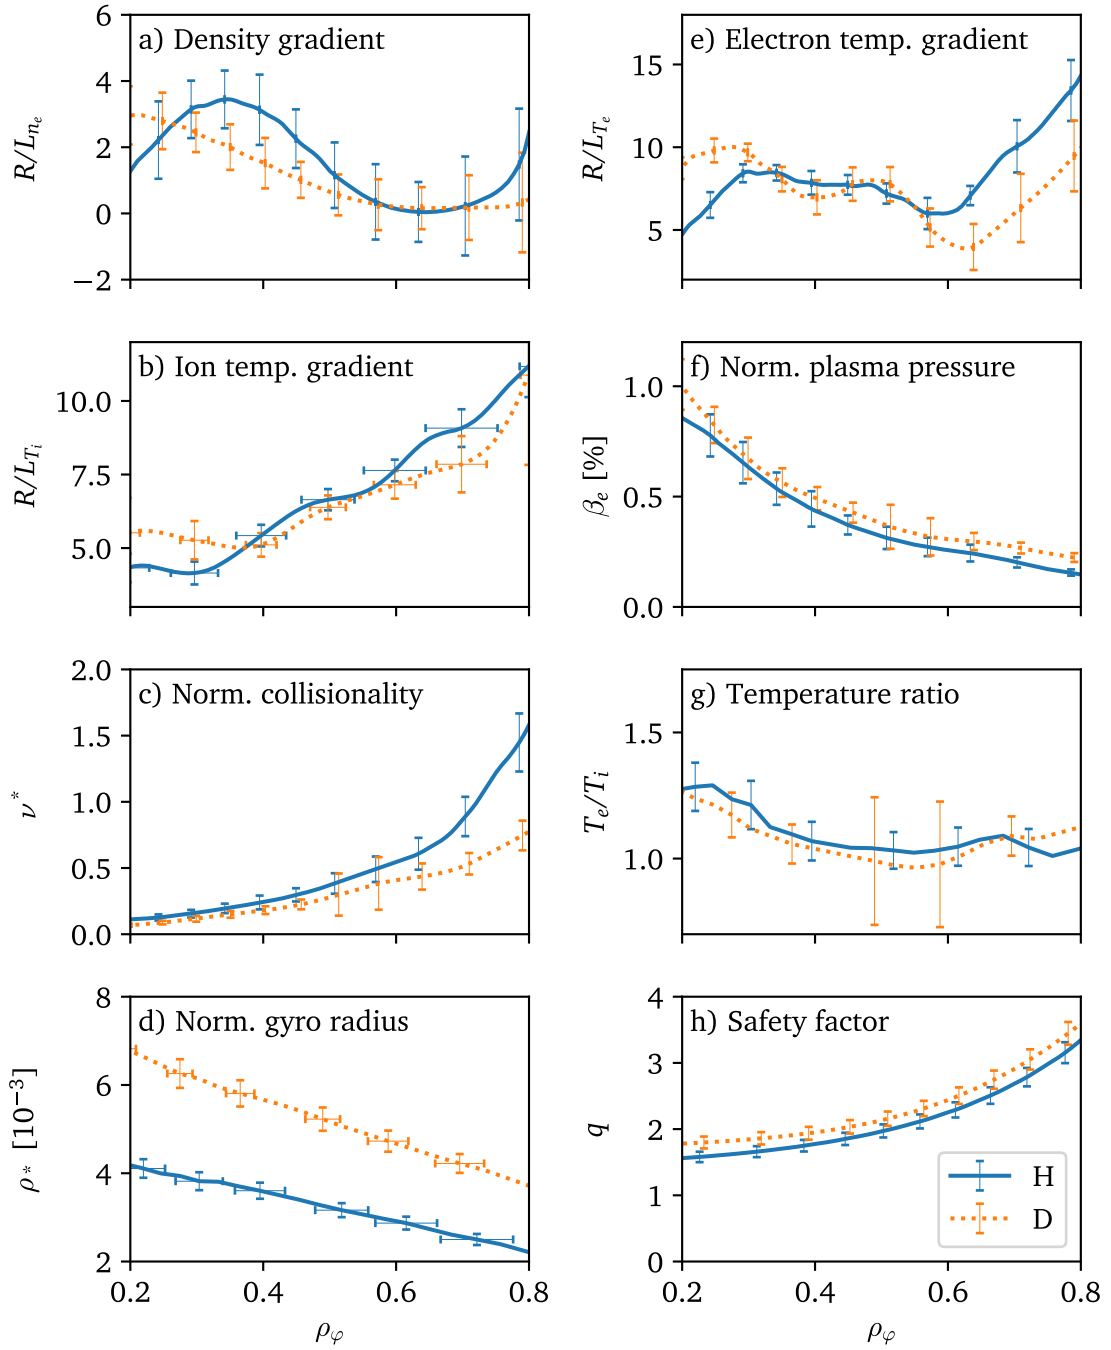 a) Density gradient
6
4
2
0
−2
R/L_{n_e}
e) Electron temp. gradient
15
10
5
R/L_{T_e}
b) Ion temp. gradient
10.0
7.5
5.0
R/L_{T_i}
f) Norm. plasma pressure
1.0
0.5
0.0
β_e [%]
c) Norm. collisionality
2.0
1.5
1.0
0.5
0.0
ν*
g) Temperature ratio
1.5
1.0
T_e/T_i
d) Norm. gyro radius
8
6
4
2
ρ* [10⁻³]
0.2 0.4 0.6 0.8
ρ_φ
h) Safety factor
4
3
2
1
0
q
H
D
0.2 0.4 0.6 0.8
ρ_φ